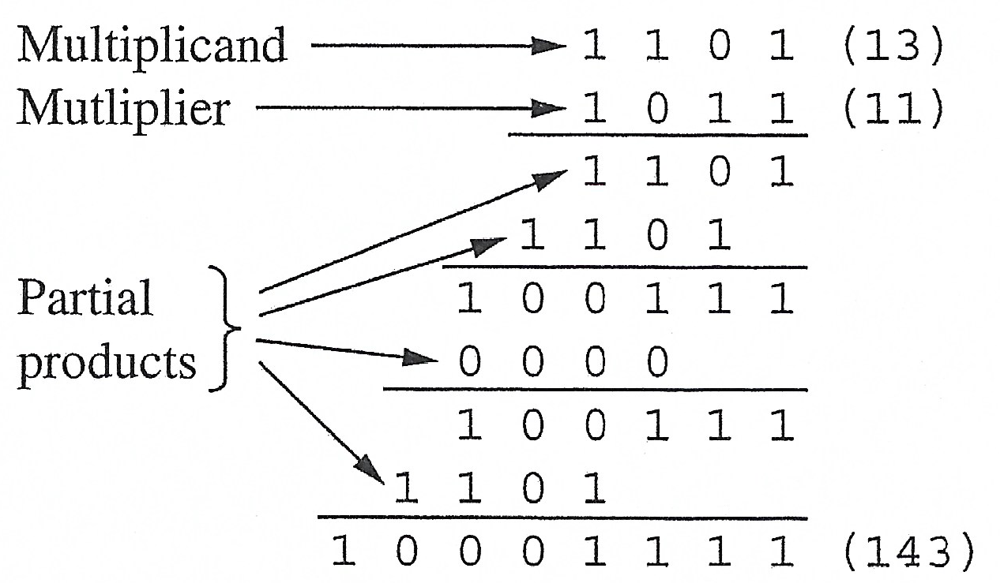 Multiplicand 1 1 0 1 (13)
Mutliplier 1 0 1 1 (11)
1 1 0 1
1 1 0 1
Partial 1 0 0 1 1 1
products 0 0 0 0
1 0 0 1 1 1
1 1 0 1
1 0 0 0 1 1 1 1 (143)